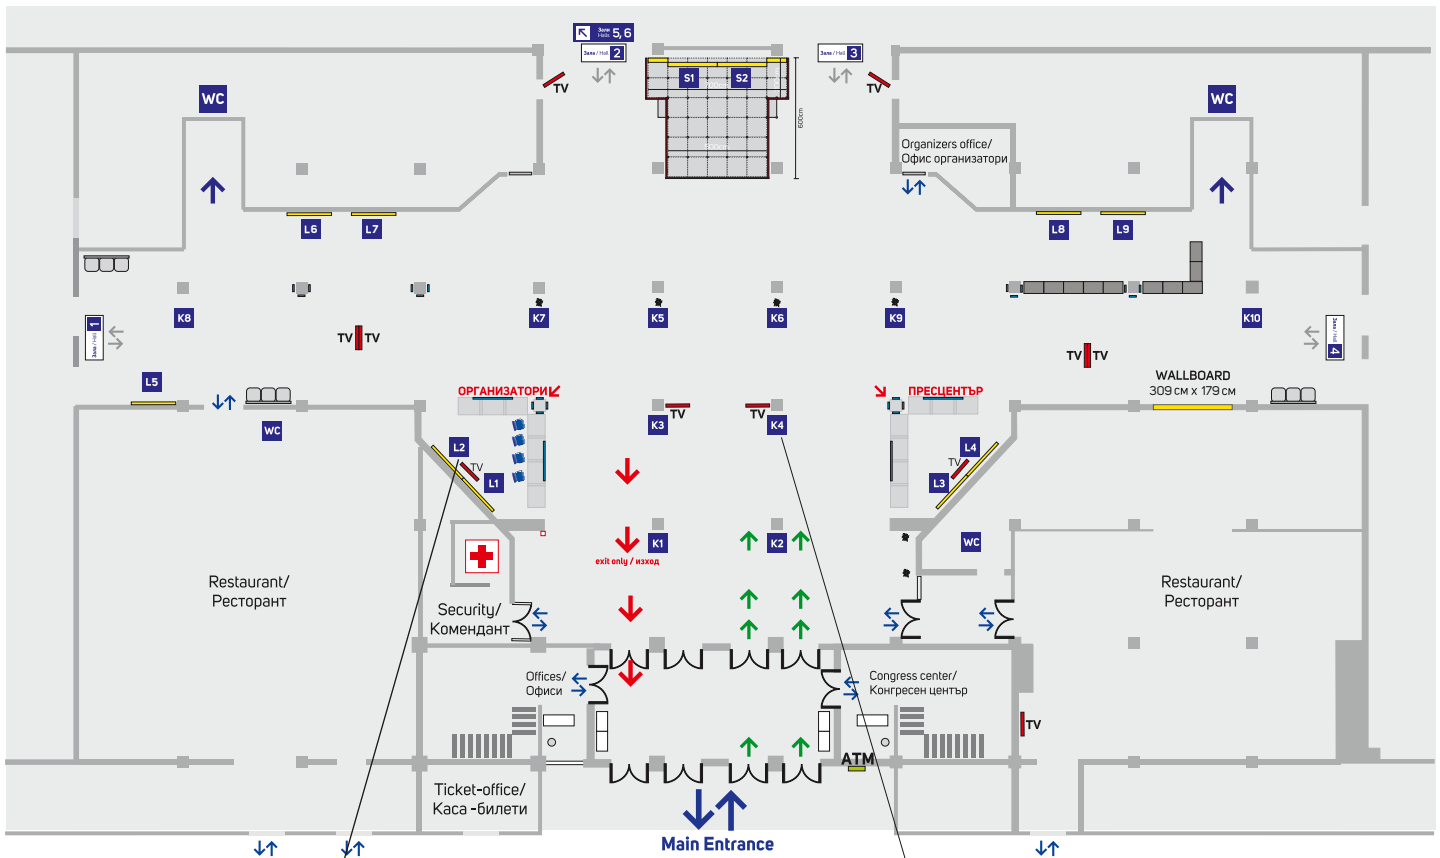 Зали
Halls 5, 6
Зала / Hall 2
Зала / Hall 3
S1
S2
TV
TV
600cm
WC
WC
Organizers office/
Офис организатори
L6
L7
L8
L9
K8
K7
K5
K6
K9
K10
Зала / Hall 1
Зала / Hall 4
TV TV
TV TV
WALLBOARD
309 см x 179 см
L5
ОРГАНИЗАТОРИ
ПРЕСЦЕНТЪР
TV
TV
K3
K4
WC
L2
TV
L1
L4
TV
L3
K1
K2
WC
exit only / изход
Restaurant/
Ресторант
Restaurant/
Ресторант
Security/
Комендант
Offices/
Офиси
Congress center/
Конгресен център
TV
ATM
Ticket-office/
Каса -билети
Main Entrance